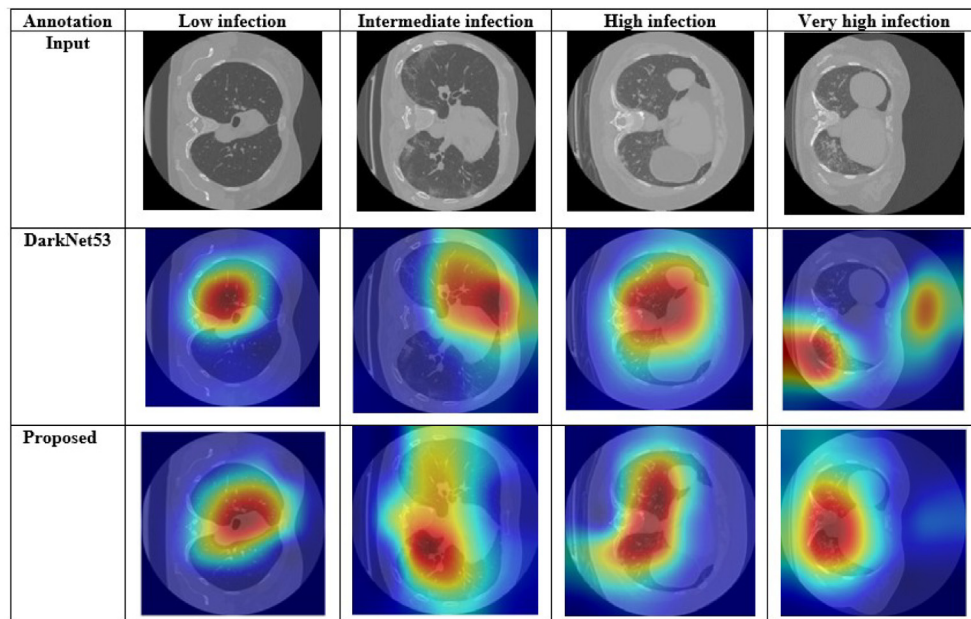 Annotation Low infection Intermediate infection High infection Very high infection
Input
DarkNet53
Proposed